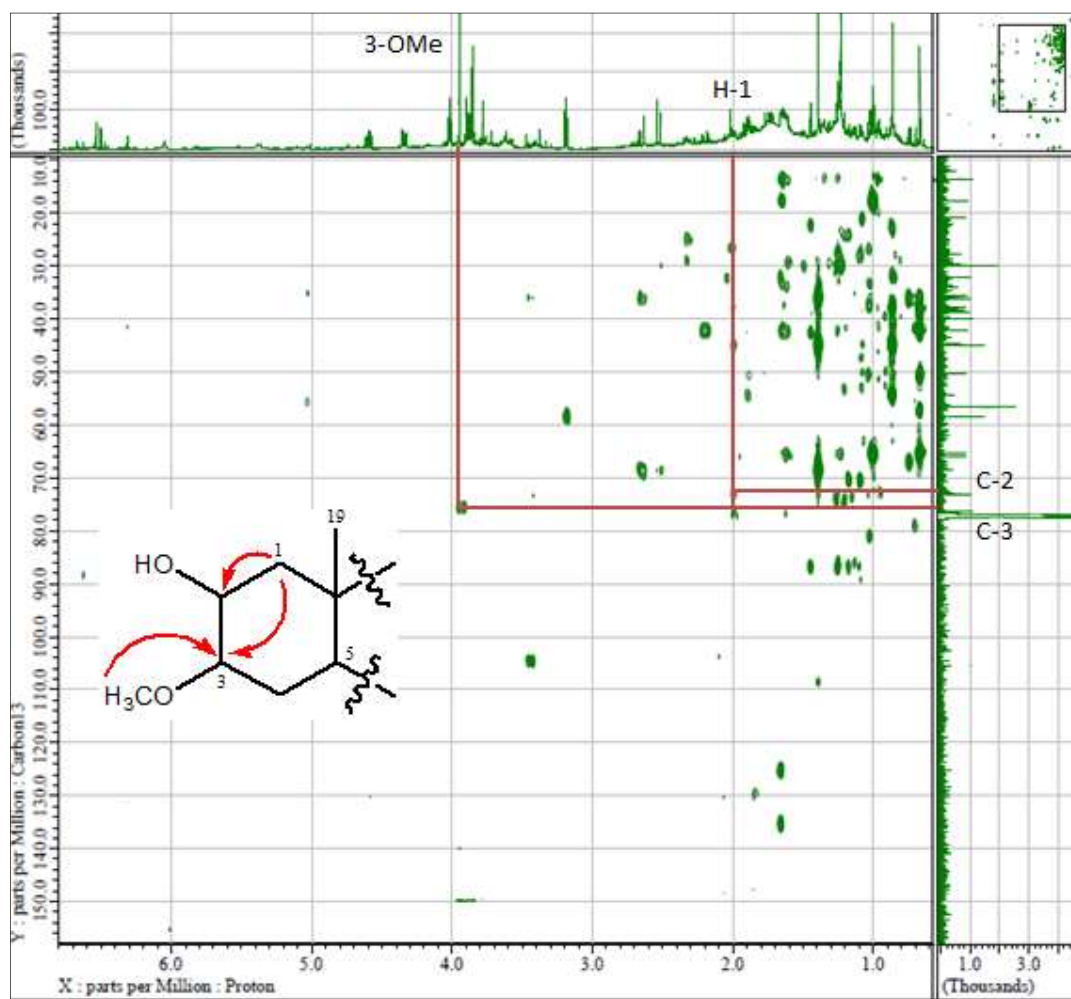 (Thousands)
100.0
3-OMe
H-1
10.0
20.0
30.0
40.0
50.0
60.0
70.0
80.0
90.0
100.0
110.0
120.0
130.0
140.0
150.0
Y : parts per Million : Carbon13
C-2
C-3
19
1
HO
3
5
H3CO
6.0 5.0 4.0 3.0 2.0 1.0
X : parts per Million : Proton
1.0 3.0
(Thousands)